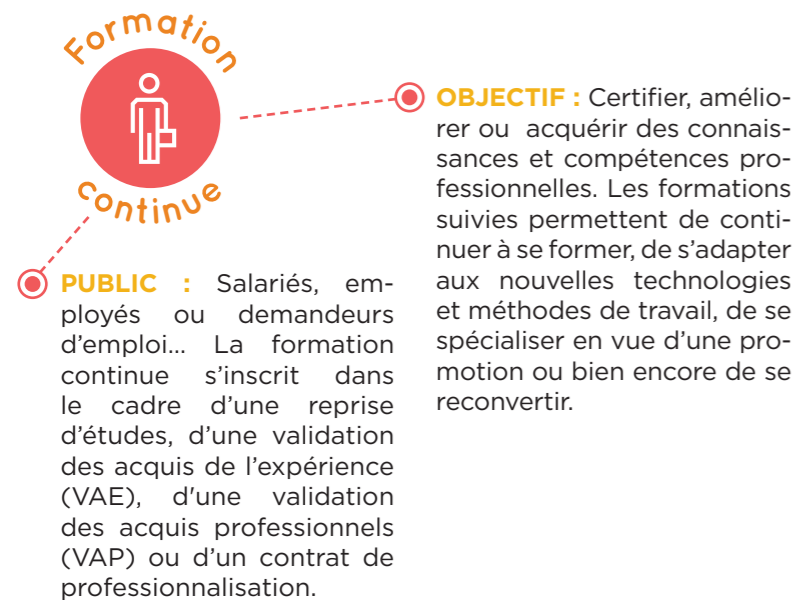 Formation
continue
OBJECTIF : Certifier, amélio-
rer ou acquérir des connais-
sances et compétences pro-
fessionnelles. Les formations
suivies permettent de conti-
nuer à se former, de s’adapter
aux nouvelles technologies
et méthodes de travail, de se
spécialiser en vue d’une pro-
motion ou bien encore de se
reconvertir.
PUBLIC : Salariés, em-
ployés ou demandeurs
d’emploi... La formation
continue s’inscrit dans
le cadre d’une reprise
d’études, d’une validation
des acquis de l’expérience
(VAE), d'une validation
des acquis professionnels
(VAP) ou d’un contrat de
professionnalisation.